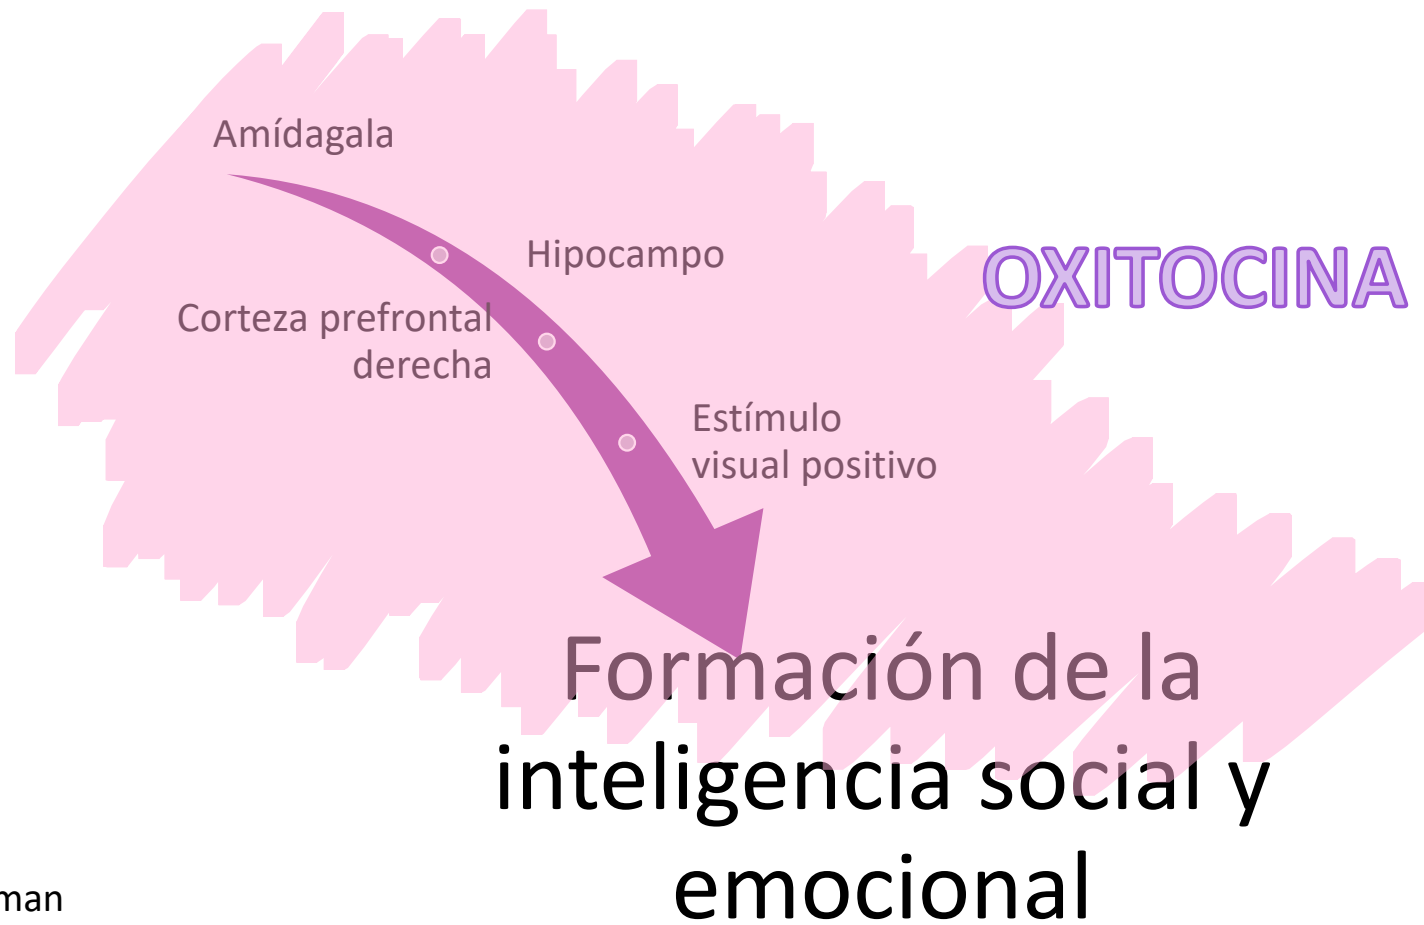 Amídagala
Hipocampo
OXITOCINA
Corteza prefrontal
derecha
Estímulo
visual positivo
Formación de la
inteligencia social y
emocional
man